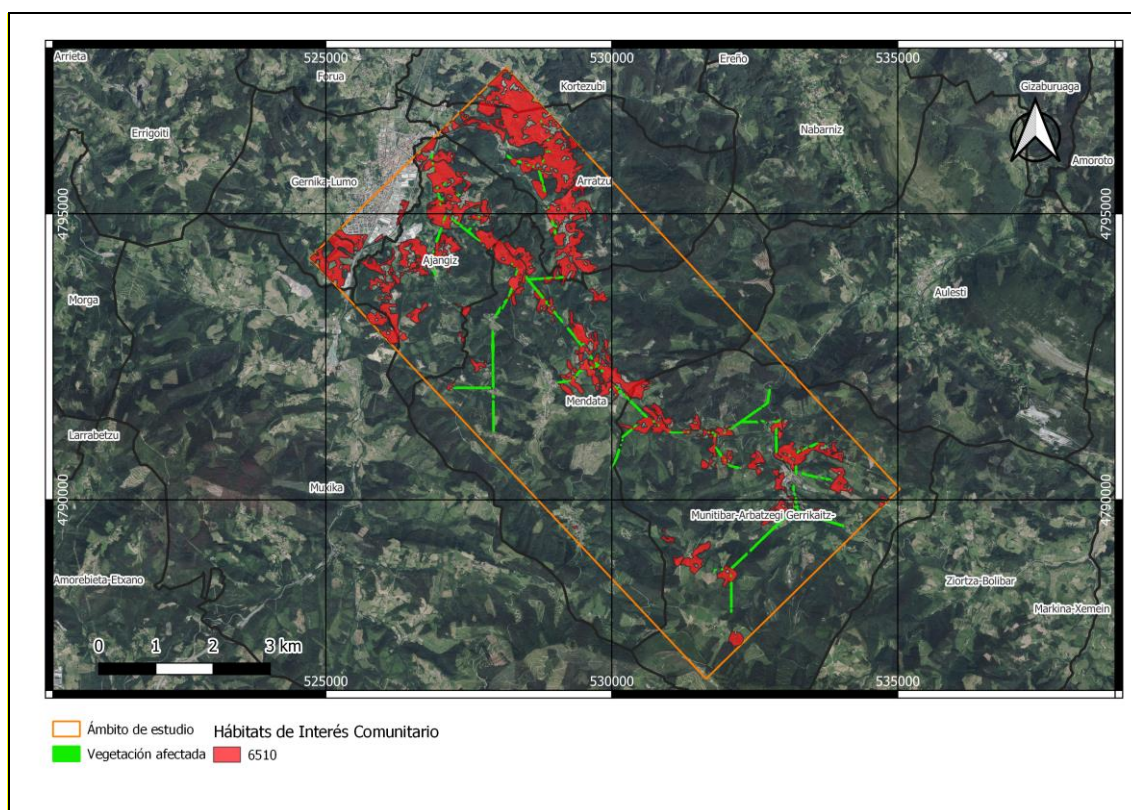 525000
530000
535000
Arrieta
Forua
Kortezubi
Ereño
Gizaburuaga
Errigoiti
Nabarniz
Amoroto
Gernika-Lumo
Arratzu
4795000
4795000
Ajangiz
Morga
Aulesti
Mendata
Larrabetzu
Muxika
4790000
4790000
Munitibar-Arbatzegi Gerrikaitz-
Amorebieta-Etxano
Ziortza-Bolibar
Markina-Xemein
0 1 2 3 km
525000
530000
535000
Ámbito de estudio
Hábitats de Interés Comunitario
Vegetación afectada
6510